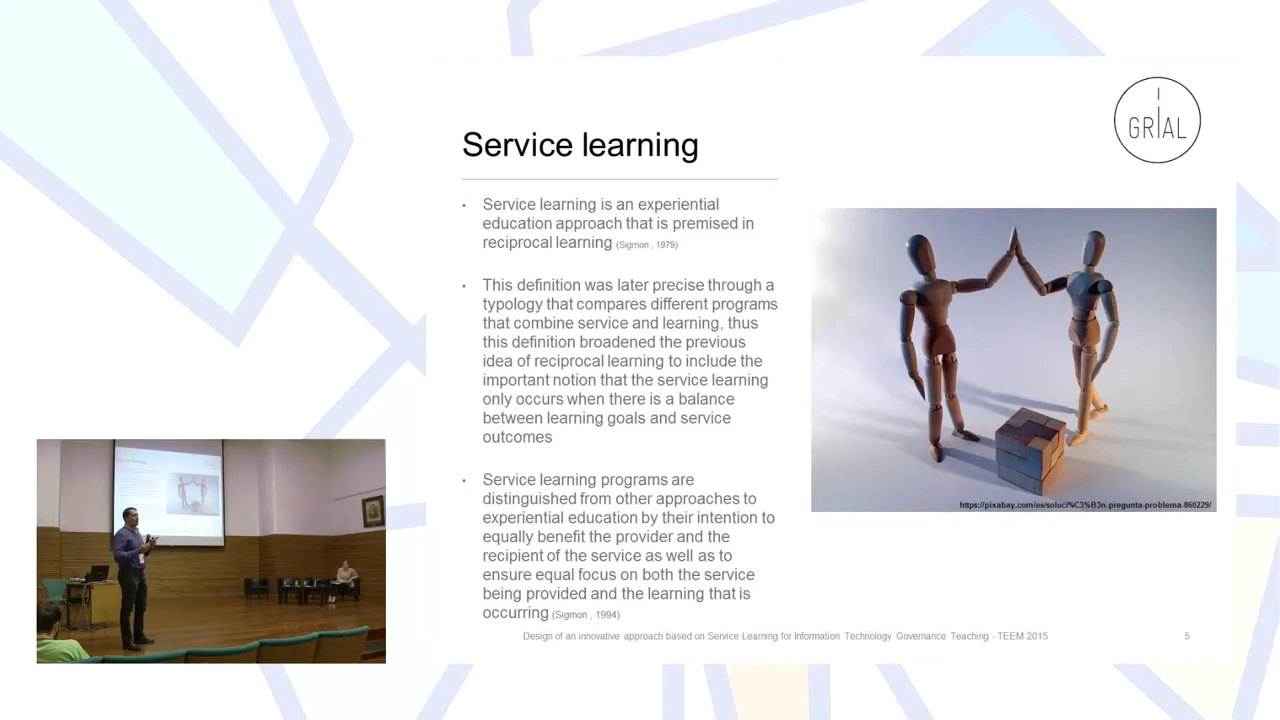 GRIAL
Service learning
• Service learning is an experiential
education approach that is premised in
reciprocal learning (Sigmon , 1979)
• This definition was later precise through a
typology that compares different programs
that combine service and learning, thus
this definition broadened the previous
idea of reciprocal learning to include the
important notion that the service learning
only occurs when there is a balance
between learning goals and service
outcomes
• Service learning programs are
distinguished from other approaches to
experiential education by their intention to
equally benefit the provider and the
recipient of the service as well as to
ensure equal focus on both the service
being provided and the learning that is
occurring (Sigmon , 1994)
https://pixabay.com/es/soluci%C3%B3n-pregunta-problema-860229/
Design of an innovative approach based on Service Learning for Information Technology Governance Teaching - TEEM 2015
5